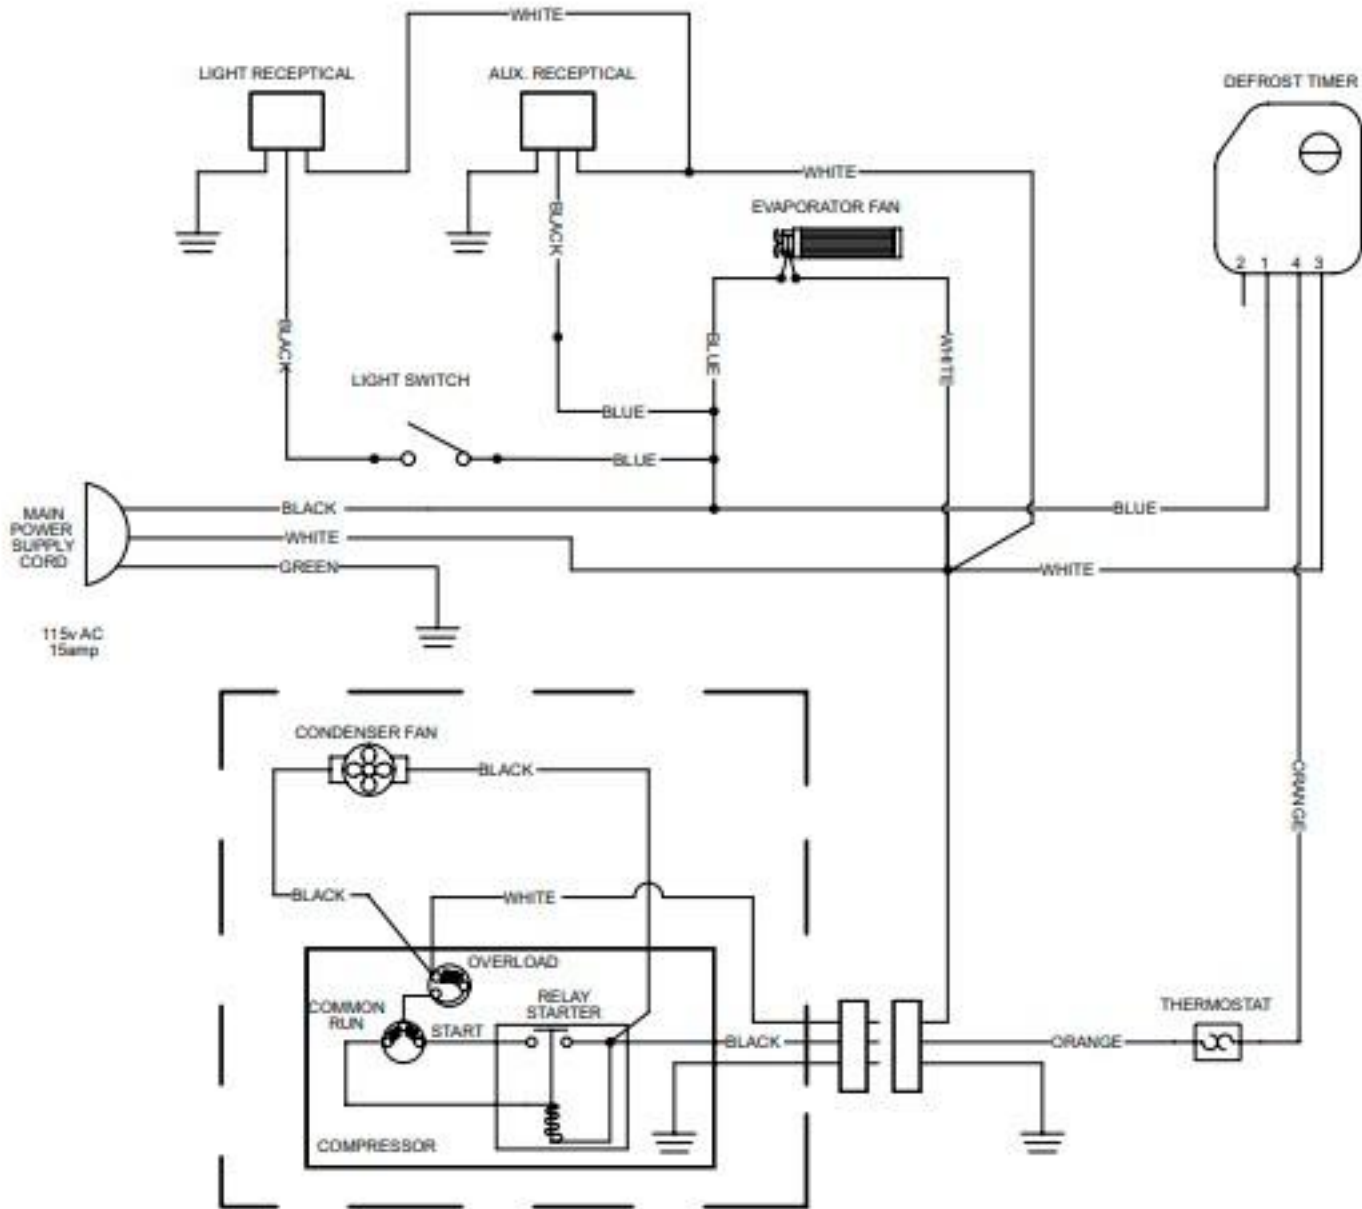 WHITE
LIGHT RECEPTICAL
AUX. RECEPTICAL
DEFROST TIMER
WHITE
EVAPORATOR FAN
BLACK
2 1 4 3
BLACK
BLUE
WHITE
LIGHT SWITCH
BLUE
BLUE
MAIN
POWER
SUPPLY
CORD
BLACK
BLUE
WHITE
GREEN
WHITE
115v AC
15amp
CONDENSER FAN
BLACK
ORANGE
BLACK
WHITE
OVERLOAD
COMMON
RUN
START
RELAY
STARTER
THERMOSTAT
BLACK
ORANGE
COMPRESSOR